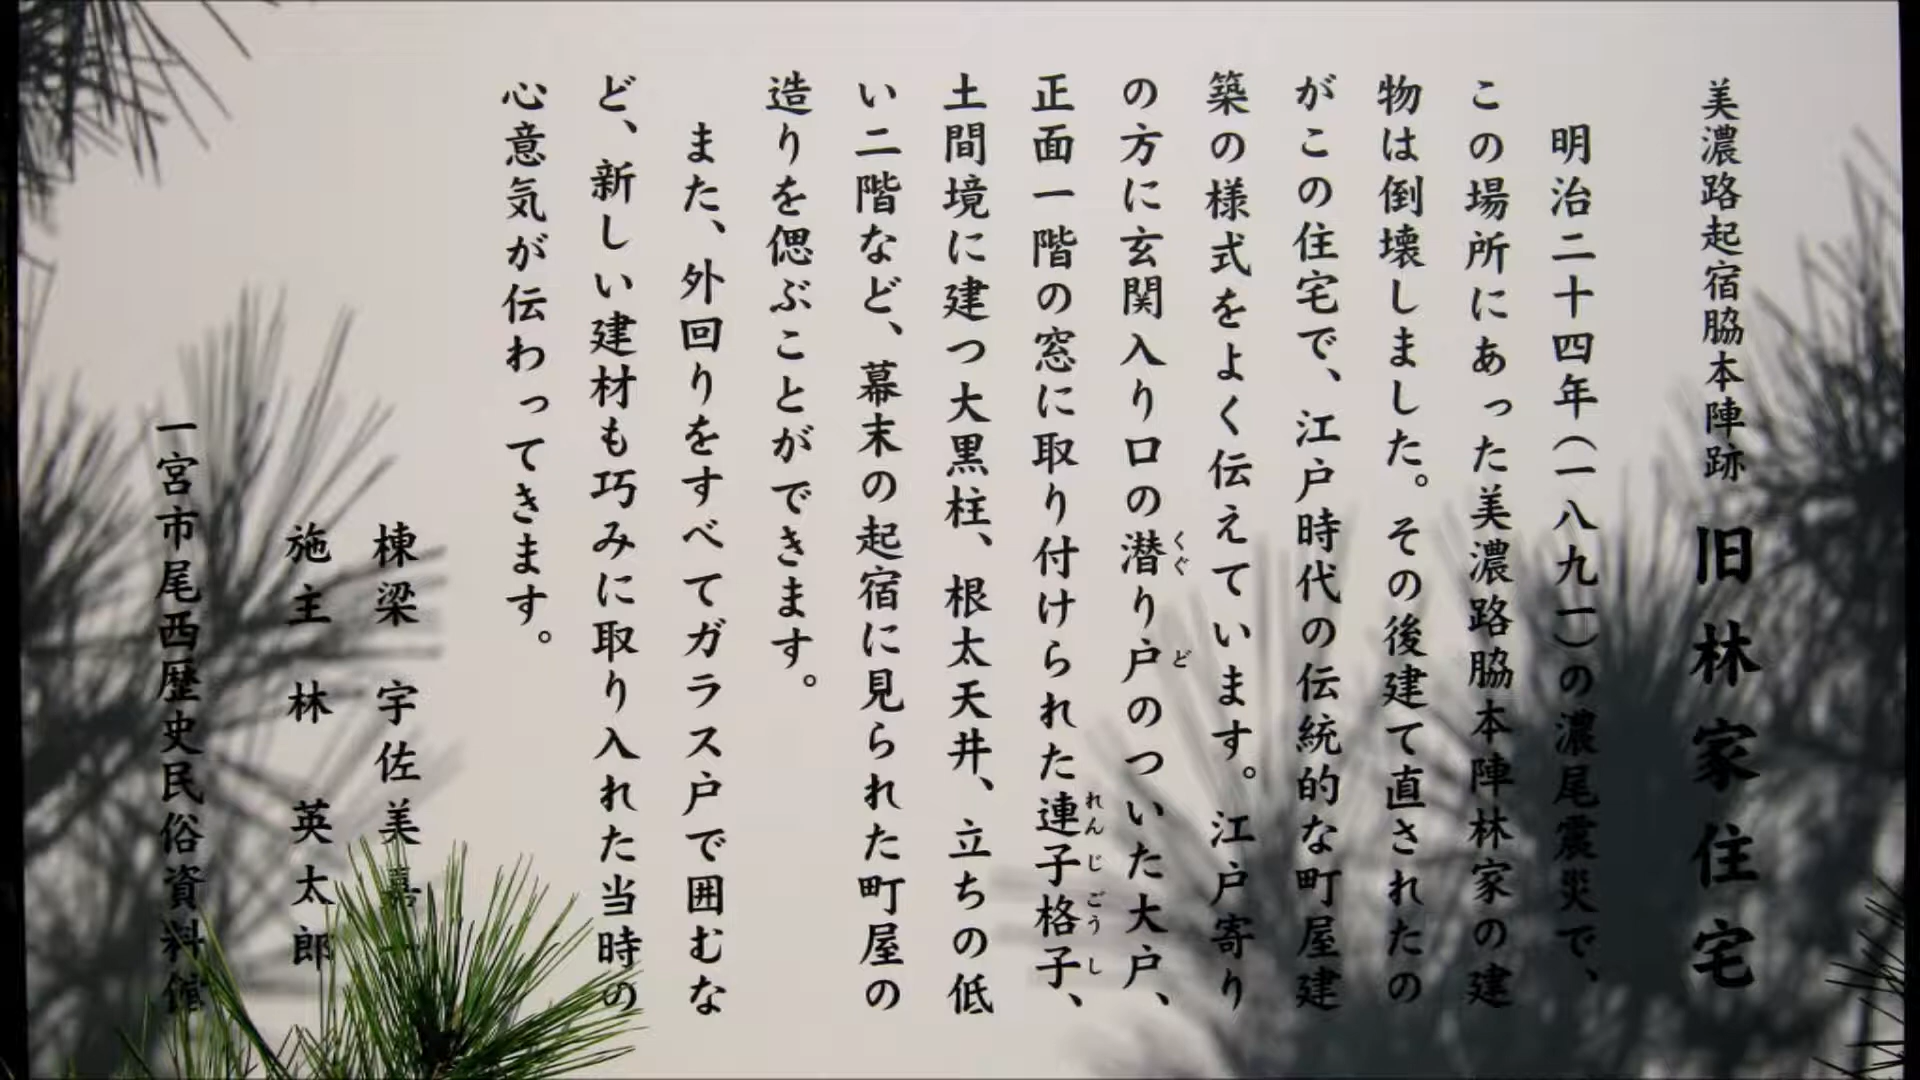 美濃路起宿脇本陣跡 旧林家住宅
明治二十四年(一八九一)の濃尾震災で、
この場所にあった美濃路脇本陣林家の建
物は倒壊しました。その後建て直されたの
がこの住宅で、江戸時代の伝統的な町屋建
築の様式をよく伝えています。江戸寄り
の方に玄関入り口の潜り戸のついた大戸、
くぐ ど
正面一階の窓に取り付けられた連子格子、
れんじごうし
土間境に建つ大黒柱、根太天井、立ちの低
い二階など、幕末の起宿に見られた町屋の
造りを偲ぶことができます。
また、外回りをすべてガラス戸で囲むな
ど、新しい建材も巧みに取り入れた当時の
心意気が伝わってきます。
棟梁 宇佐美嘉
施主 林 英太郎
一宮市尾西歴史民俗資料館